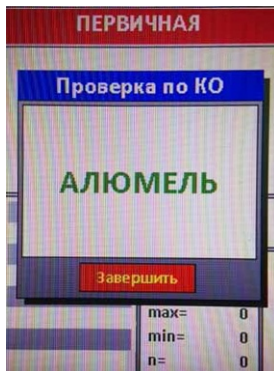 ПЕРВИЧНАЯ
Проверка по КО
АЛЮМЕЛЬ
Завершить
max= 0
min= 0
n= 0